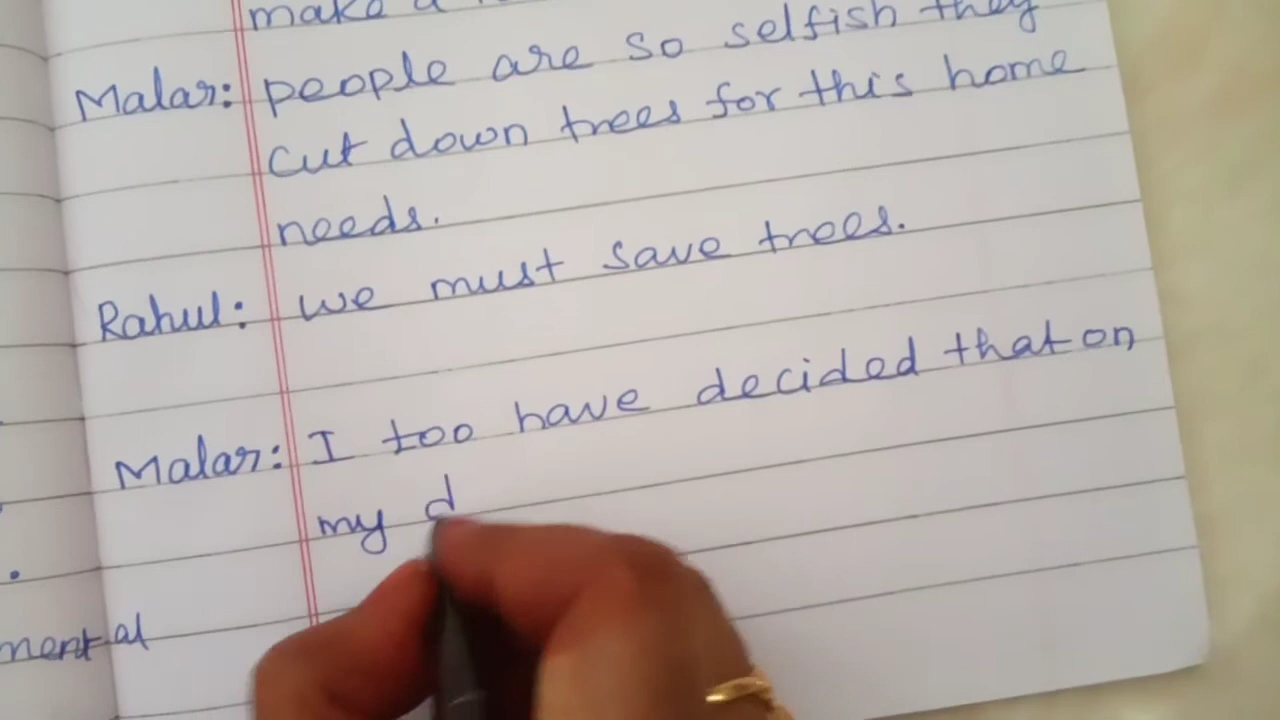 make a
Malar: people are so selfish they
cut down trees for this home
needs.
Rahul: we must save trees.
Malar: I too have decided that on
my d